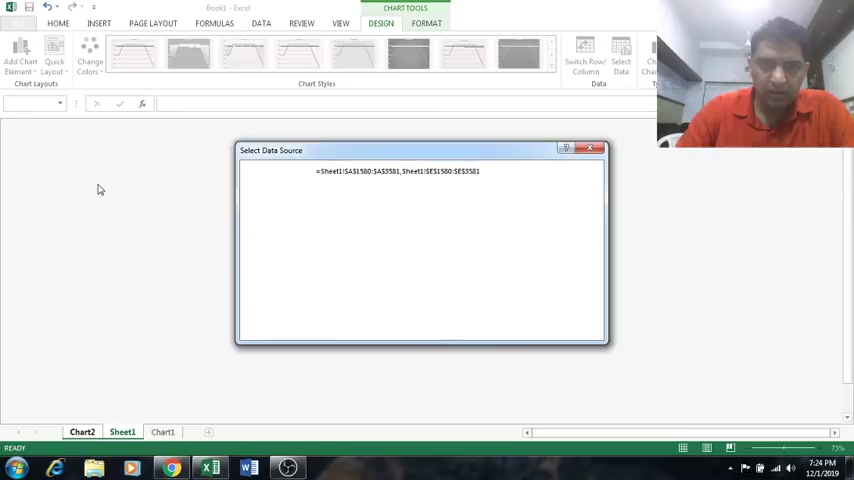 Book1 - Excel
CHART TOOLS
HOME INSERT PAGE LAYOUT FORMULAS DATA REVIEW VIEW DESIGN FORMAT
Add Chart Element
Quick Layout
Change Colors
Switch Row/ Column
Select Data
Chart Layouts
Chart Styles
Data
fx
Select Data Source
?
=Sheet1!$A$1580:$A$3581,Sheet1!$E$1580:$E$3581
Chart2 Sheet1 Chart1
READY
73%
7:24 PM
12/1/2019